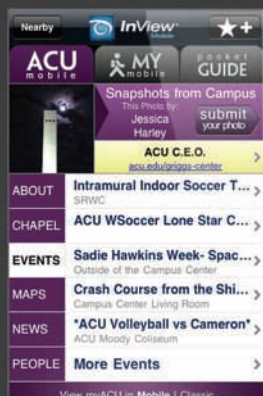 Nearby
InView
Mobile
ACU
mobile
MY
mobile
pocket
GUIDE
Snapshots from Campus
This Photo by:
Jessica
Harley
submit
your photo
ACU C.E.O.
acu.edu/griggs-center
ABOUT
Intramural Indoor Soccer T...
SRWC
CHAPEL
ACU WSoccer Lone Star C...
EVENTS
Sadie Hawkins Week- Spac...
Outside of the Campus Center
MAPS
Crash Course from the Shi...
Campus Center Living Room
NEWS
*ACU Volleyball vs Cameron*
ACU Moody Coliseum
PEOPLE
More Events
View myACU in Mobile | Classic